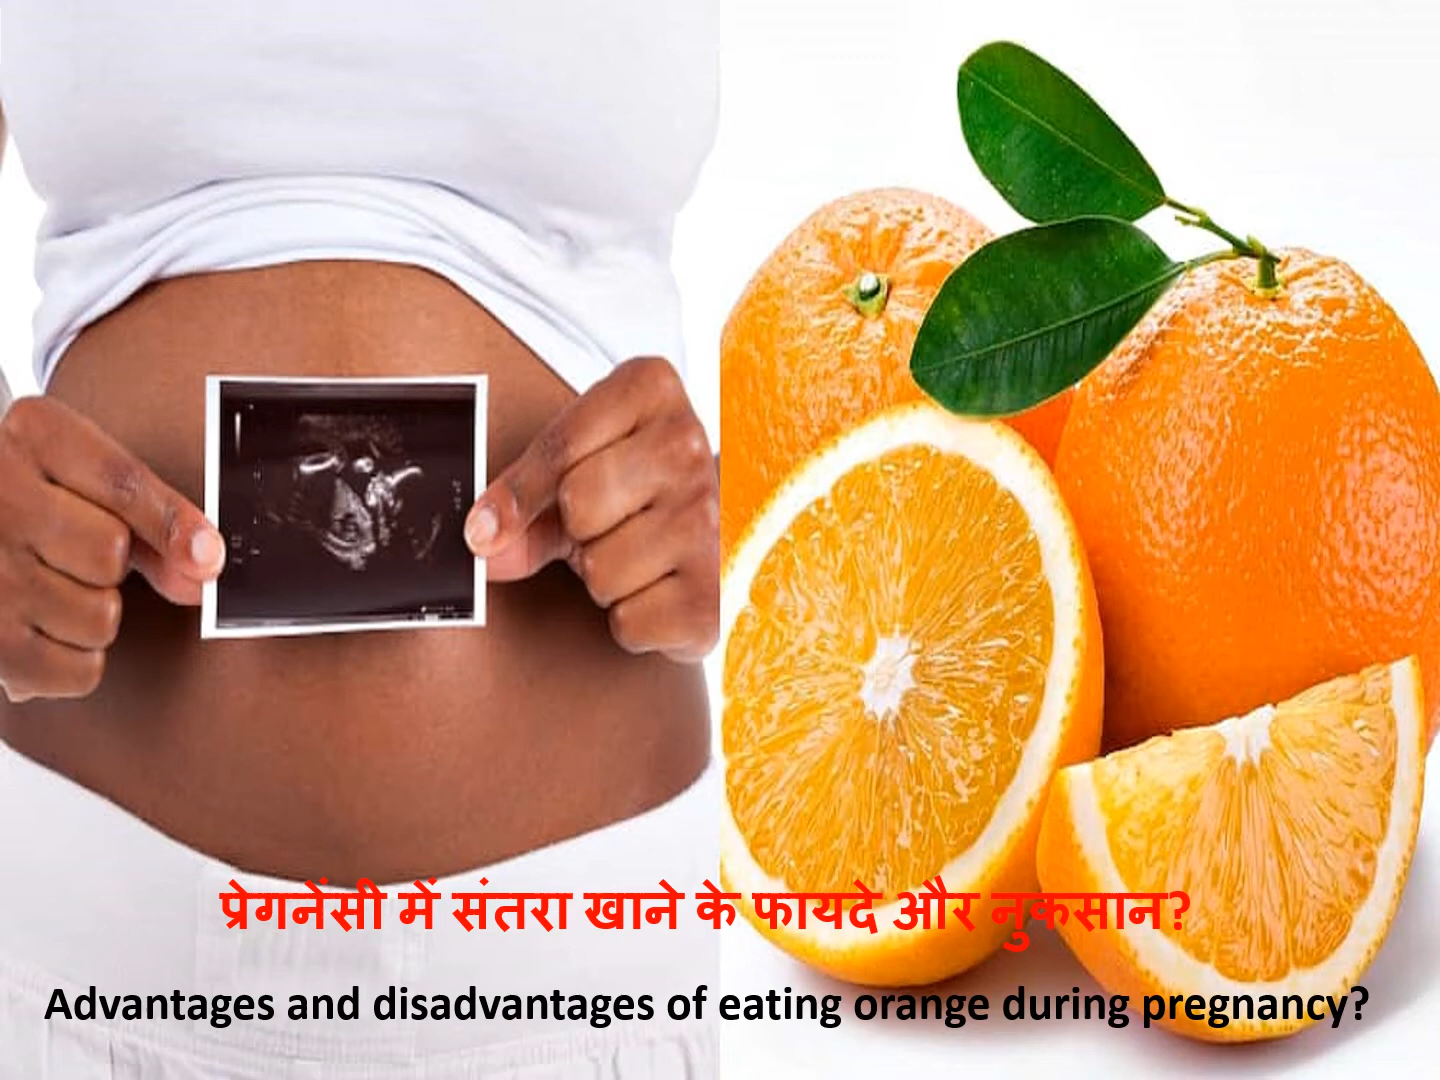 प्रेगनेंसी में संतरा खाने के फायदे और नुकसान?
Advantages and disadvantages of eating orange during pregnancy?